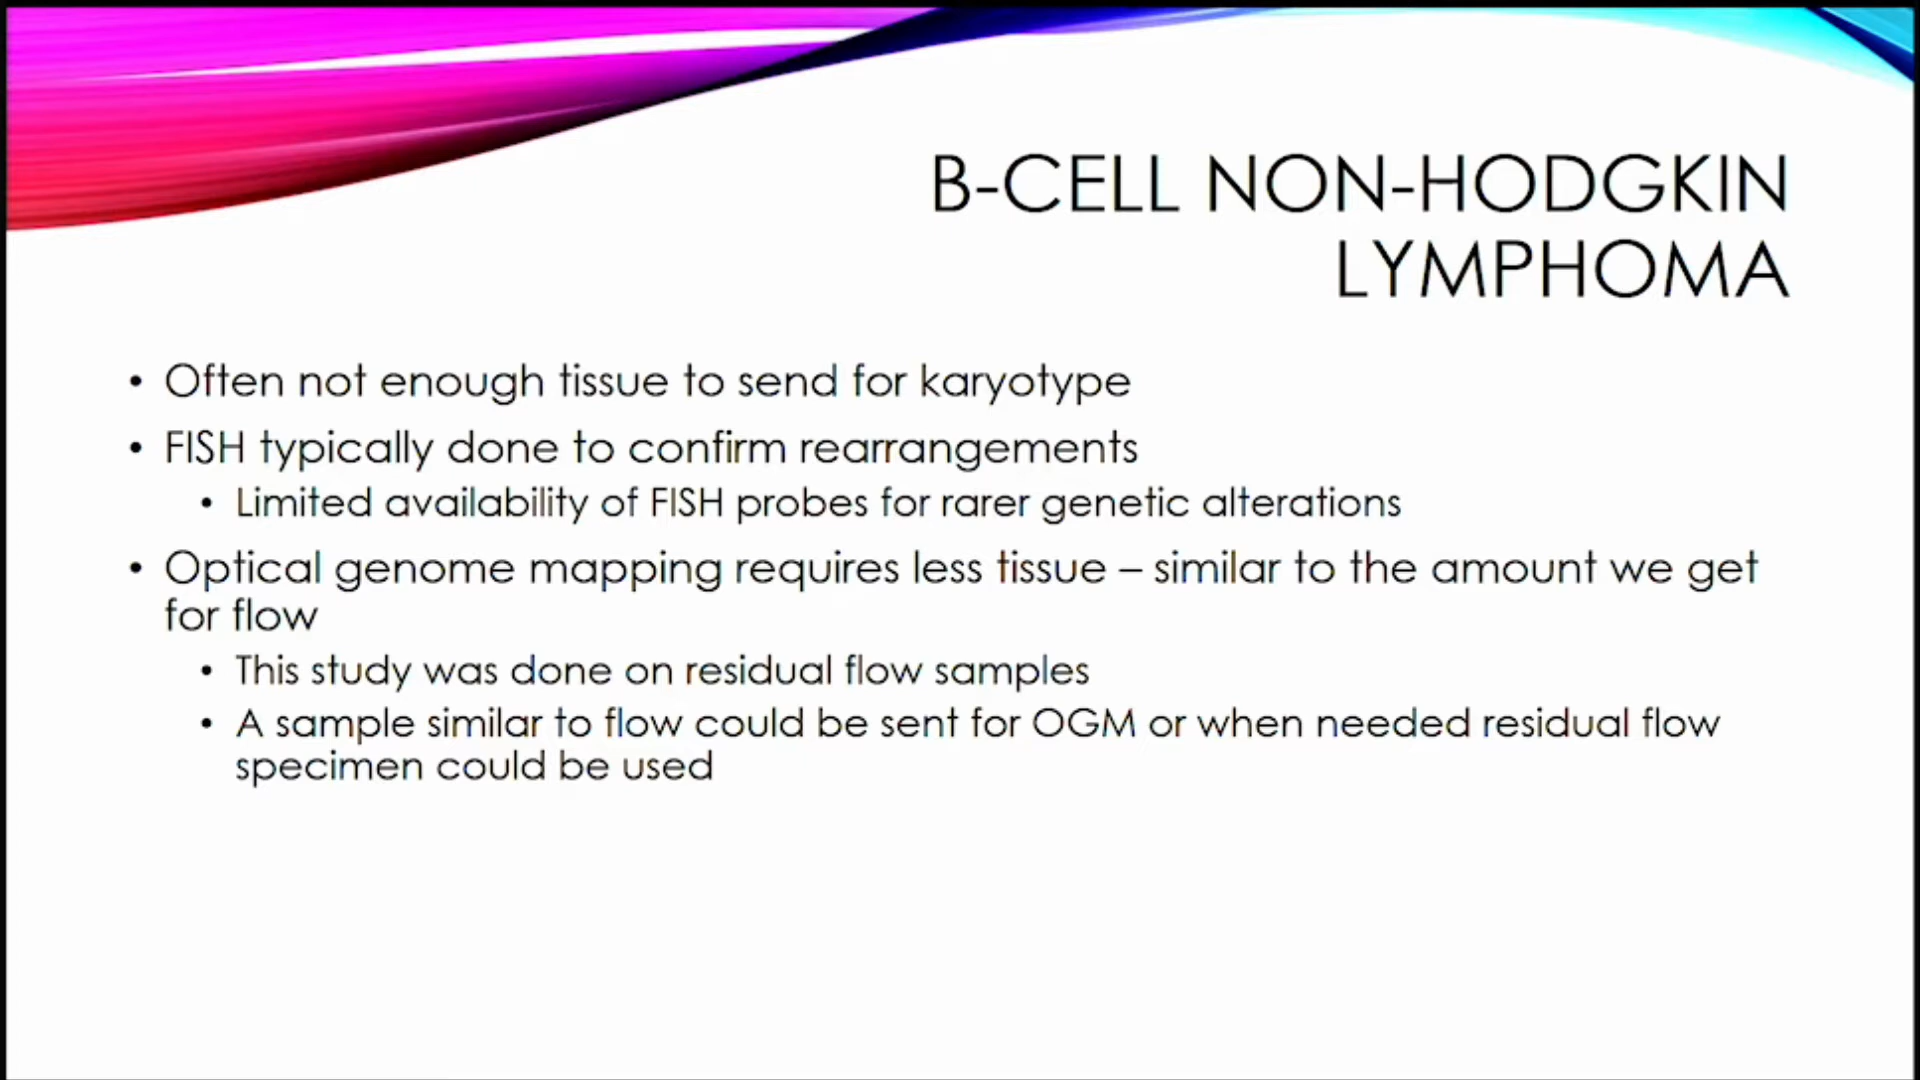 B-CELL NON-HODGKIN
LYMPHOMA
• Often not enough tissue to send for karyotype
• FISH typically done to confirm rearrangements
• Limited availability of FISH probes for rarer genetic alterations
• Optical genome mapping requires less tissue – similar to the amount we get
for flow
• This study was done on residual flow samples
• A sample similar to flow could be sent for OGM or when needed residual flow
specimen could be used